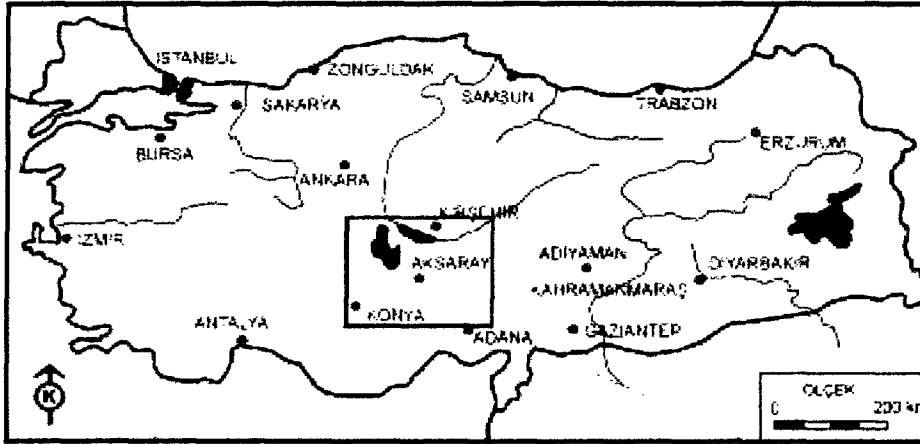 İSTANBUL
ZONGULDAK
SAKARYA
SAMSUN
TRABZON
BURSA
ERZURUM
ANKARA
KIRŞEHİR
İZMİR
AKSARAY
ADIYAMAN
DİYARBAKIR
KAHRAMANMARAŞ
KONYA
ANTALYA
ADANA
GAZİANTEP
K
ÖLÇEK
0 200 km